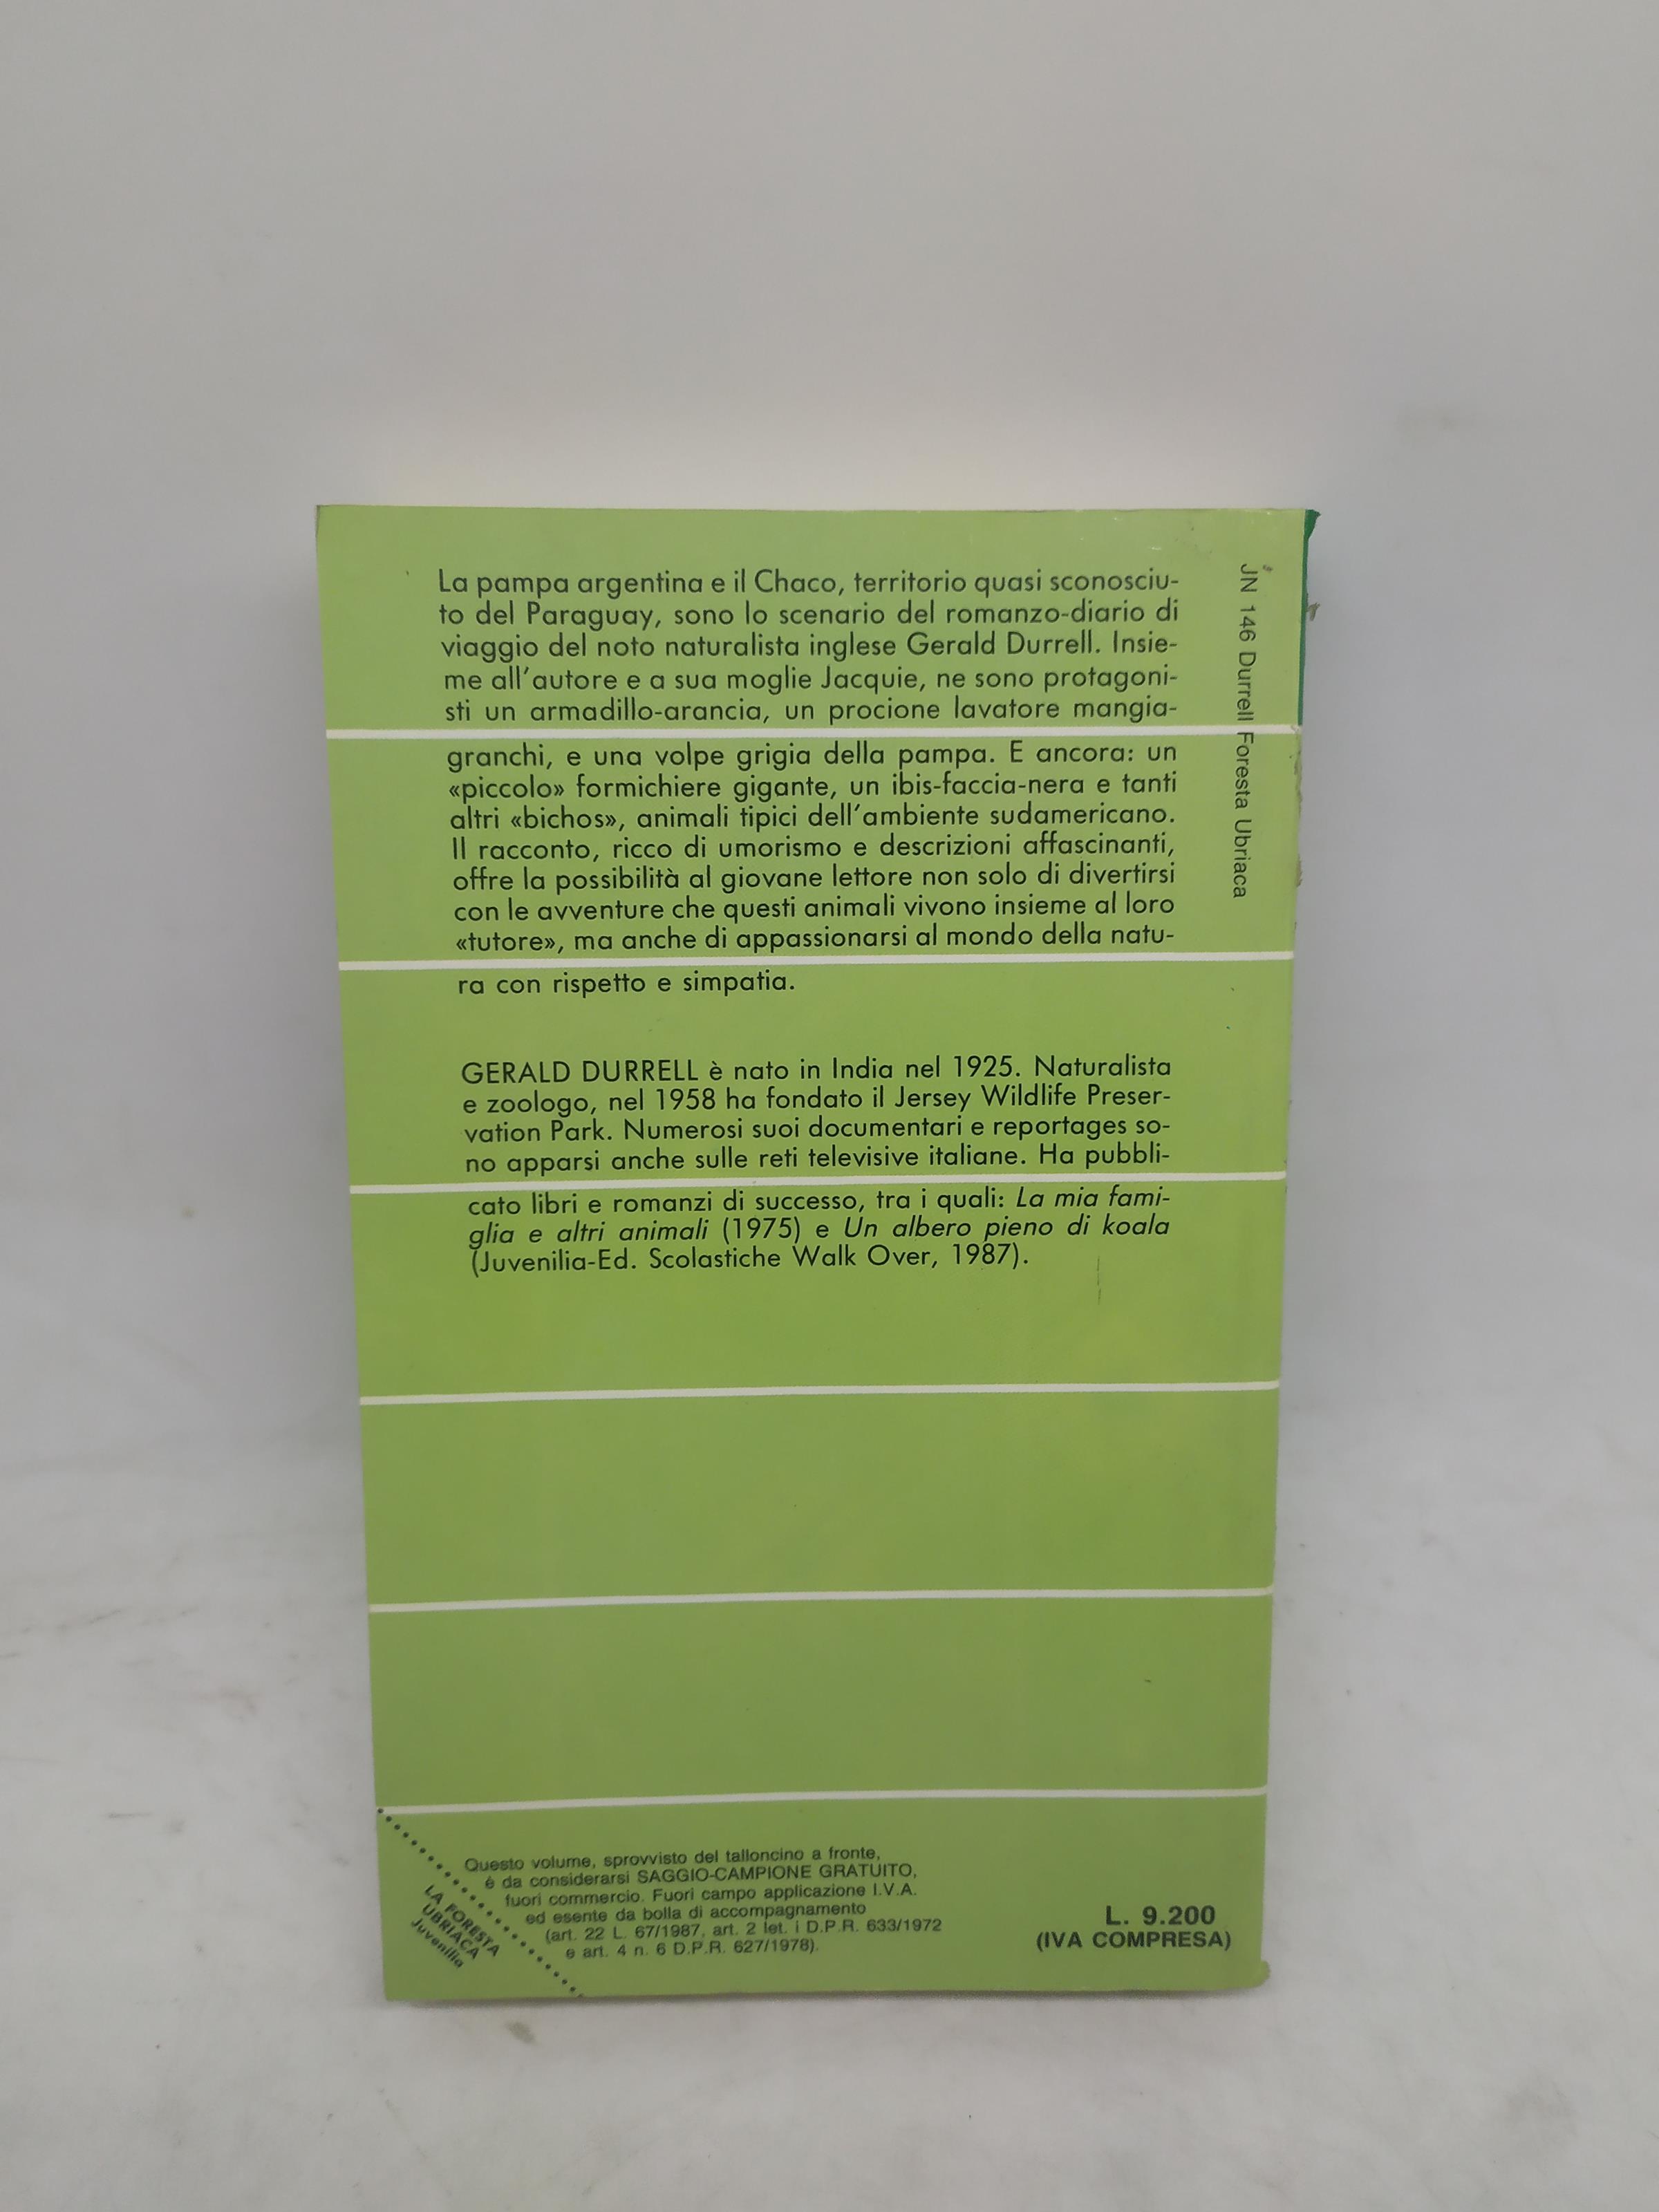 La pampa argentina e il Chaco, territorio quasi sconosciu-
to del Paraguay, sono lo scenario del romanzo-diario di
viaggio del noto naturalista inglese Gerald Durrell. Insie-
me all'autore e a sua moglie Jacquie, ne sono protagoni-
sti un armadillo-arancia, un procione lavatore mangia-
granchi, e una volpe grigia della pampa. E ancora: un
«piccolo» formichiere gigante, un ibis-faccia-nera e tanti
altri «bichos», animali tipici dell'ambiente sudamericano.
Il racconto, ricco di umorismo e descrizioni affascinanti,
offre la possibilità al giovane lettore non solo di divertirsi
con le avventure che questi animali vivono insieme al loro
«tutore», ma anche di appassionarsi al mondo della natu-
ra con rispetto e simpatia.
GERALD DURRELL è nato in India nel 1925. Naturalista
e zoologo, nel 1958 ha fondato il Jersey Wildlife Preser-
vation Park. Numerosi suoi documentari e reportages so-
no apparsi anche sulle reti televisive italiane. Ha pubbli-
cato libri e romanzi di successo, tra i quali: La mia fami-
glia e altri animali (1975) e Un albero pieno di koala
(Juvenilia-Ed. Scolastiche Walk Over, 1987).
JN 146 Durrell Foresta Ubriaca
Questo volume, sprovvisto del talloncino a fronte,
è da considerarsi SAGGIO-CAMPIONE GRATUITO,
fuori commercio. Fuori campo applicazione I.V.A.
ed esente da bolla di accompagnamento
(art. 22 L. 67/1987, art. 2 let. i D.P.R. 633/1972
e art. 4 n. 6 D.P.R. 627/1978).
LA FORESTA
UBRIACA
Juvenilia
L. 9.200
(IVA COMPRESA)